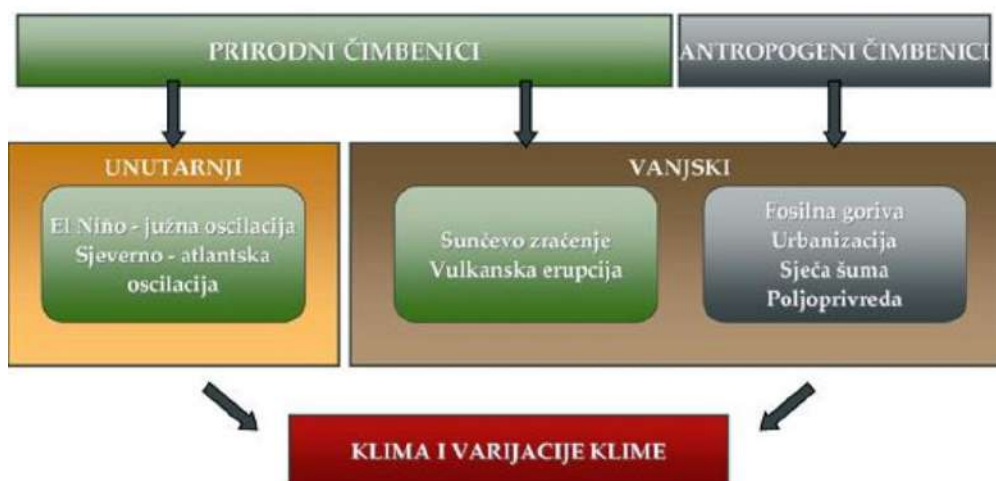 PRIRODNI ČIMBENICI
ANTROPOGENI ČIMBENICI
UNUTARNJI
El Niño - južna oscilacija
Sjeverno - atlantska
oscilacija
VANJSKI
Sunčevo zračenje
Vulkanska erupcija
Fosilna goriva
Urbanizacija
Sječa šuma
Poljoprivreda
KLIMA I VARIJACIJE KLIME